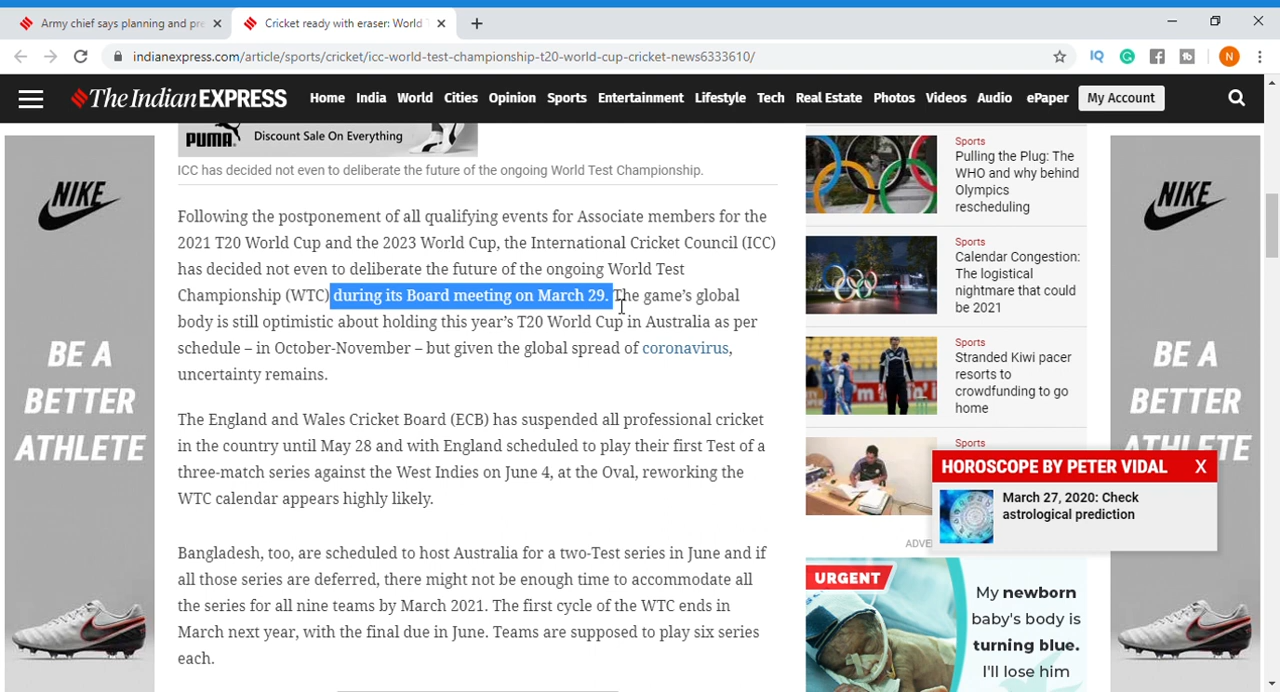 Army chief says planning and pre
Cricket ready with eraser: World T
indianexpress.com/article/sports/cricket/icc-world-test-championship-t20-world-cup-cricket-news6333610/
IQ
N
The Indian EXPRESS
Home India World Cities Opinion Sports Entertainment Lifestyle Tech Real Estate Photos Videos Audio ePaper My Account
PUMA Discount Sale On Everything
ICC has decided not even to deliberate the future of the ongoing World Test Championship.
Following the postponement of all qualifying events for Associate members for the
2021 T20 World Cup and the 2023 World Cup, the International Cricket Council (ICC)
has decided not even to deliberate the future of the ongoing World Test
Championship (WTC) during its Board meeting on March 29. The game’s global
body is still optimistic about holding this year’s T20 World Cup in Australia as per
schedule – in October-November – but given the global spread of coronavirus,
uncertainty remains.
The England and Wales Cricket Board (ECB) has suspended all professional cricket
in the country until May 28 and with England scheduled to play their first Test of a
three-match series against the West Indies on June 4, at the Oval, reworking the
WTC calendar appears highly likely.
Bangladesh, too, are scheduled to host Australia for a two-Test series in June and if
all those series are deferred, there might not be enough time to accommodate all
the series for all nine teams by March 2021. The first cycle of the WTC ends in
March next year, with the final due in June. Teams are supposed to play six series
each.
NIKE
BE A
BETTER
ATHLETE
Sports
Pulling the Plug: The
WHO and why behind
Olympics
rescheduling
Sports
Calendar Congestion:
The logistical
nightmare that could
be 2021
Sports
Stranded Kiwi pacer
resorts to
crowdfunding to go
home
Sports
HOROSCOPE BY PETER VIDAL X
March 27, 2020: Check
astrological prediction
ADVE
URGENT
My newborn
baby's body is
turning blue.
I'll lose him
NIKE
BE A
BETTER
ATHLETE